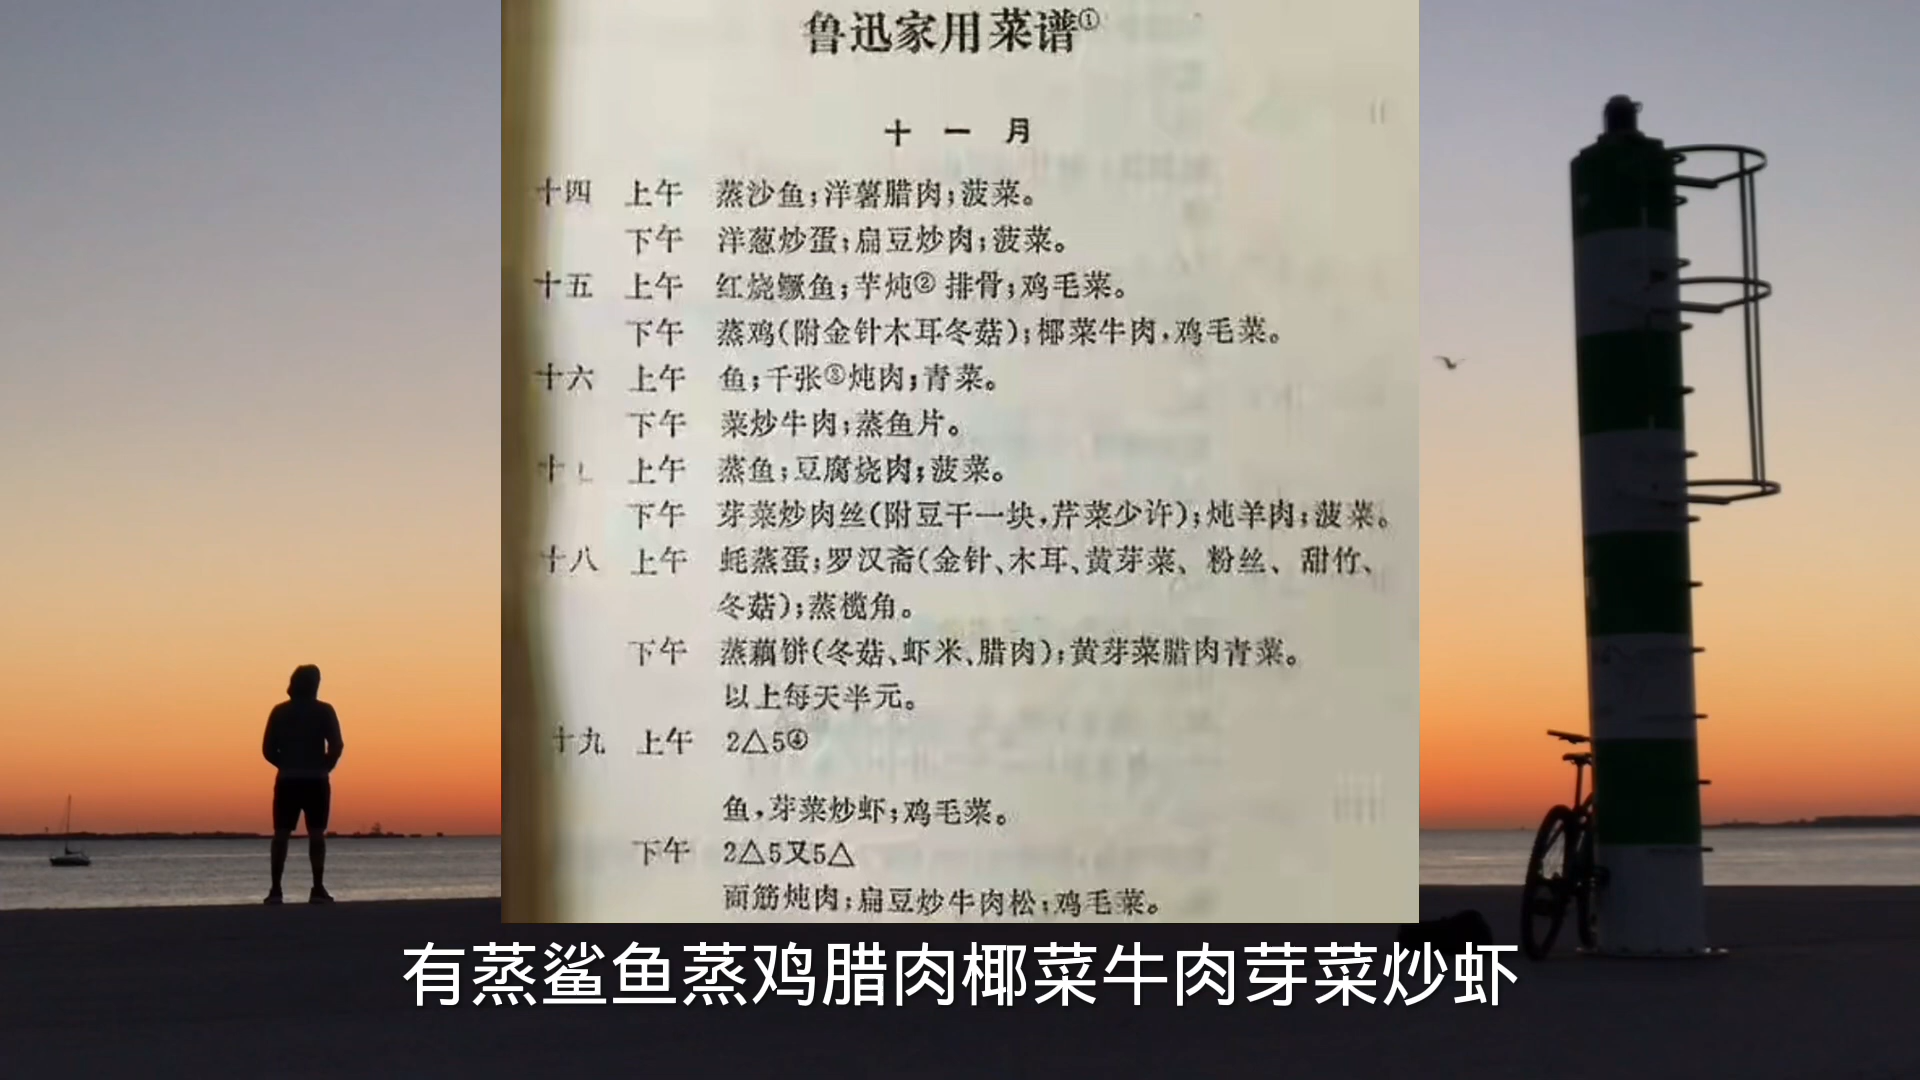 鲁迅家用菜谱①
十一月
十四 上午 蒸沙鱼;洋薯腊肉;菠菜。
下午 洋葱炒蛋;扁豆炒肉;菠菜。
十五 上午 红烧鳜鱼;芋炖② 排骨;鸡毛菜。
下午 蒸鸡(附金针木耳冬菇);椰菜牛肉,鸡毛菜。
十六 上午 鱼;千张③炖肉;青菜。
下午 菜炒牛肉;蒸鱼片。
十七 上午 蒸鱼;豆腐烧肉;菠菜。
下午 芽菜炒肉丝(附豆干一块,芹菜少许);炖羊肉;菠菜。
十八 上午 蚝蒸蛋;罗汉斋(金针、木耳、黄芽菜、粉丝、甜竹、
冬菇);蒸榄角。
下午 蒸藕饼(冬菇、虾米、腊肉);黄芽菜腊肉青菜。
以上每天半元。
十九 上午 2△5④
鱼,芽菜炒虾;鸡毛菜。
下午 2△5又5△
面筋炖肉;扁豆炒牛肉松;鸡毛菜。
有蒸鲨鱼蒸鸡腊肉椰菜牛肉芽菜炒虾